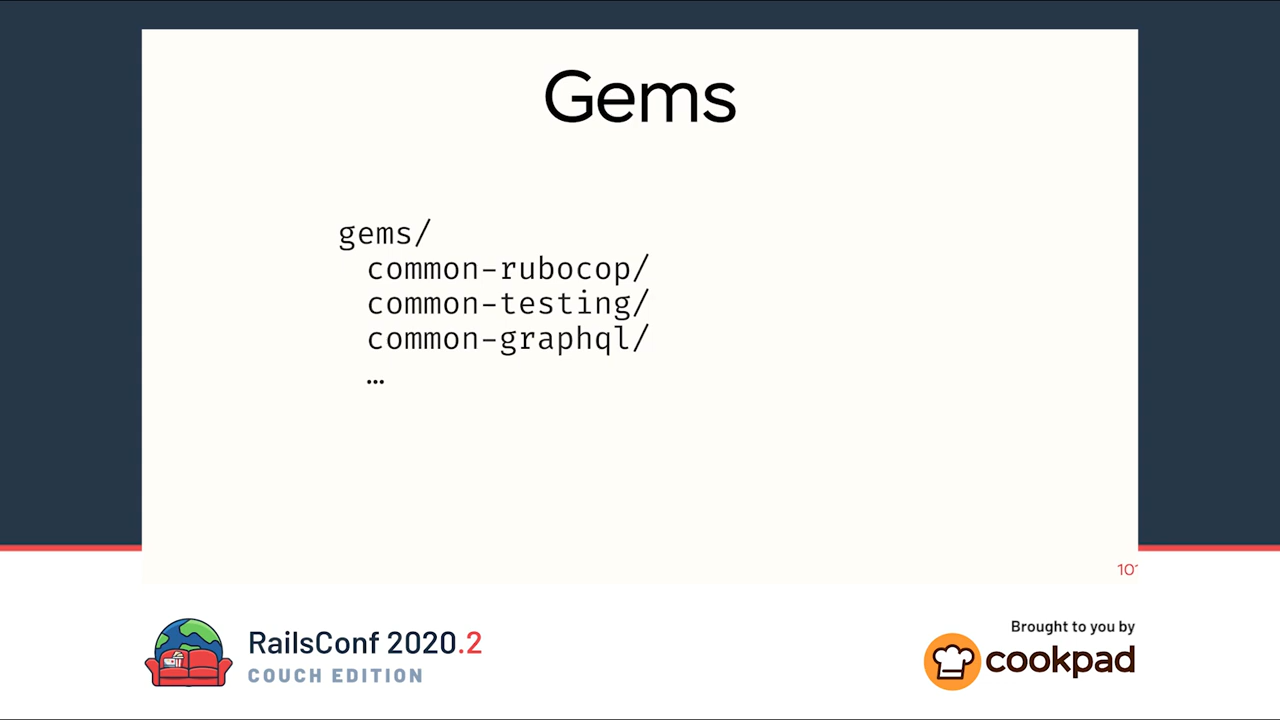 Gems
gems/
common-rubocop/
common-testing/
common-graphql/
…
RailsConf 2020.2
COUCH EDITION
Brought to you by
cookpad